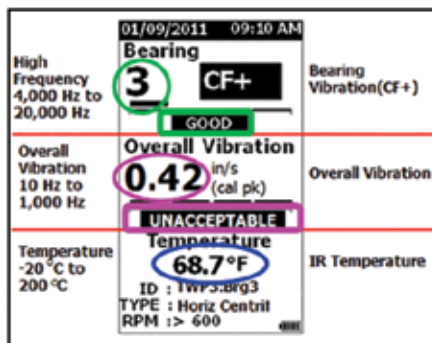 01/09/2011 09:10 AM
High
Frequency
4,000 Hz to
20,000 Hz
Bearing
3 CF+
GOOD
Bearing
Vibration(CF+)
Overall
Vibration
10 Hz to
1,000 Hz
Overall Vibration
0.42 in/s
(cal pk)
UNACCEPTABLE
Overall Vibration
Temperature
-20 °C to
200 °C
Temperature
68.7°F
ID :
TYPE : Horiz Centrif
RPM :> 600
IR Temperature